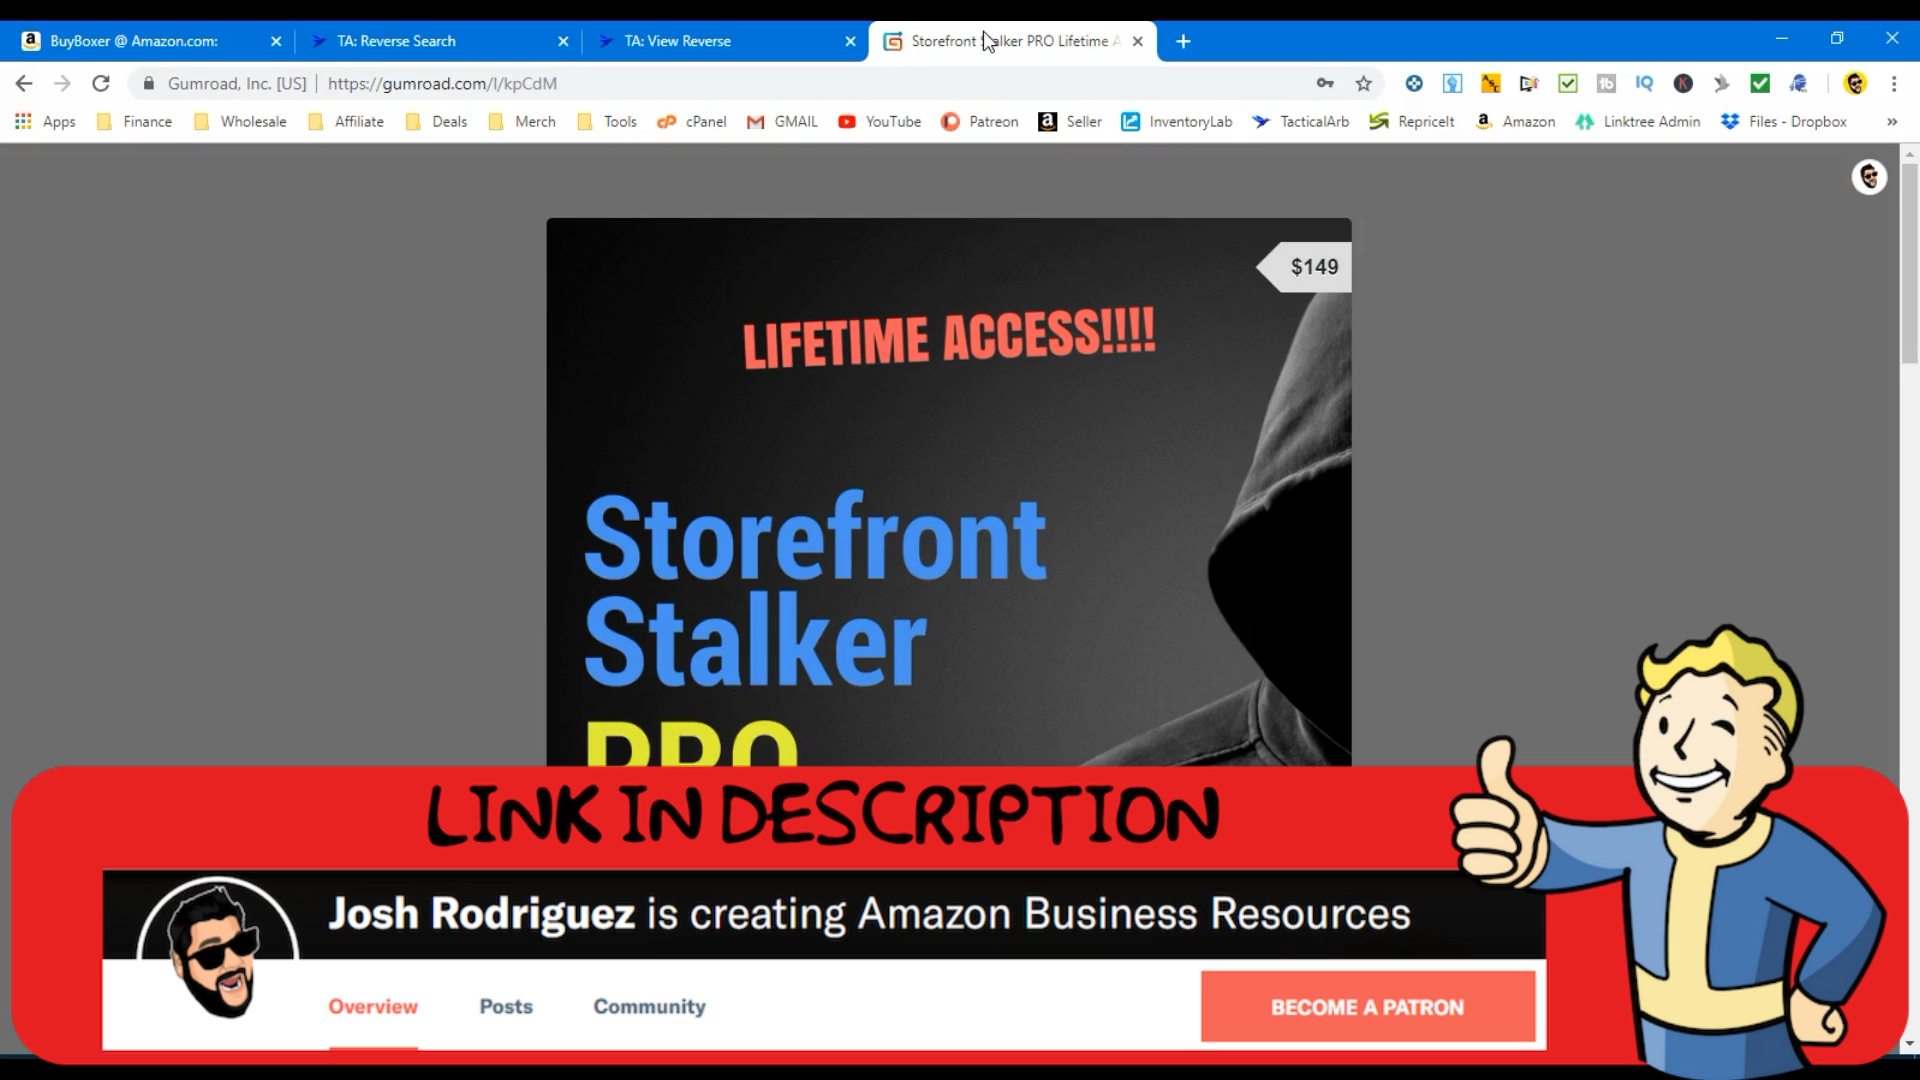 BuyBoxer @ Amazon.com:
TA: Reverse Search
TA: View Reverse
Storefront Stalker PRO Lifetime A
Gumroad, Inc. [US] | https://gumroad.com/l/kpCdM
Apps Finance Wholesale Affiliate Deals Merch Tools cPanel GMAIL YouTube Patreon Seller InventoryLab TacticalArb RepriceIt Amazon Linktree Admin Files - Dropbox »
$149
LIFETIME ACCESS!!!!
Storefront
Stalker
PRO
LINK IN DESCRIPTION
Josh Rodriguez is creating Amazon Business Resources
Overview Posts Community BECOME A PATRON